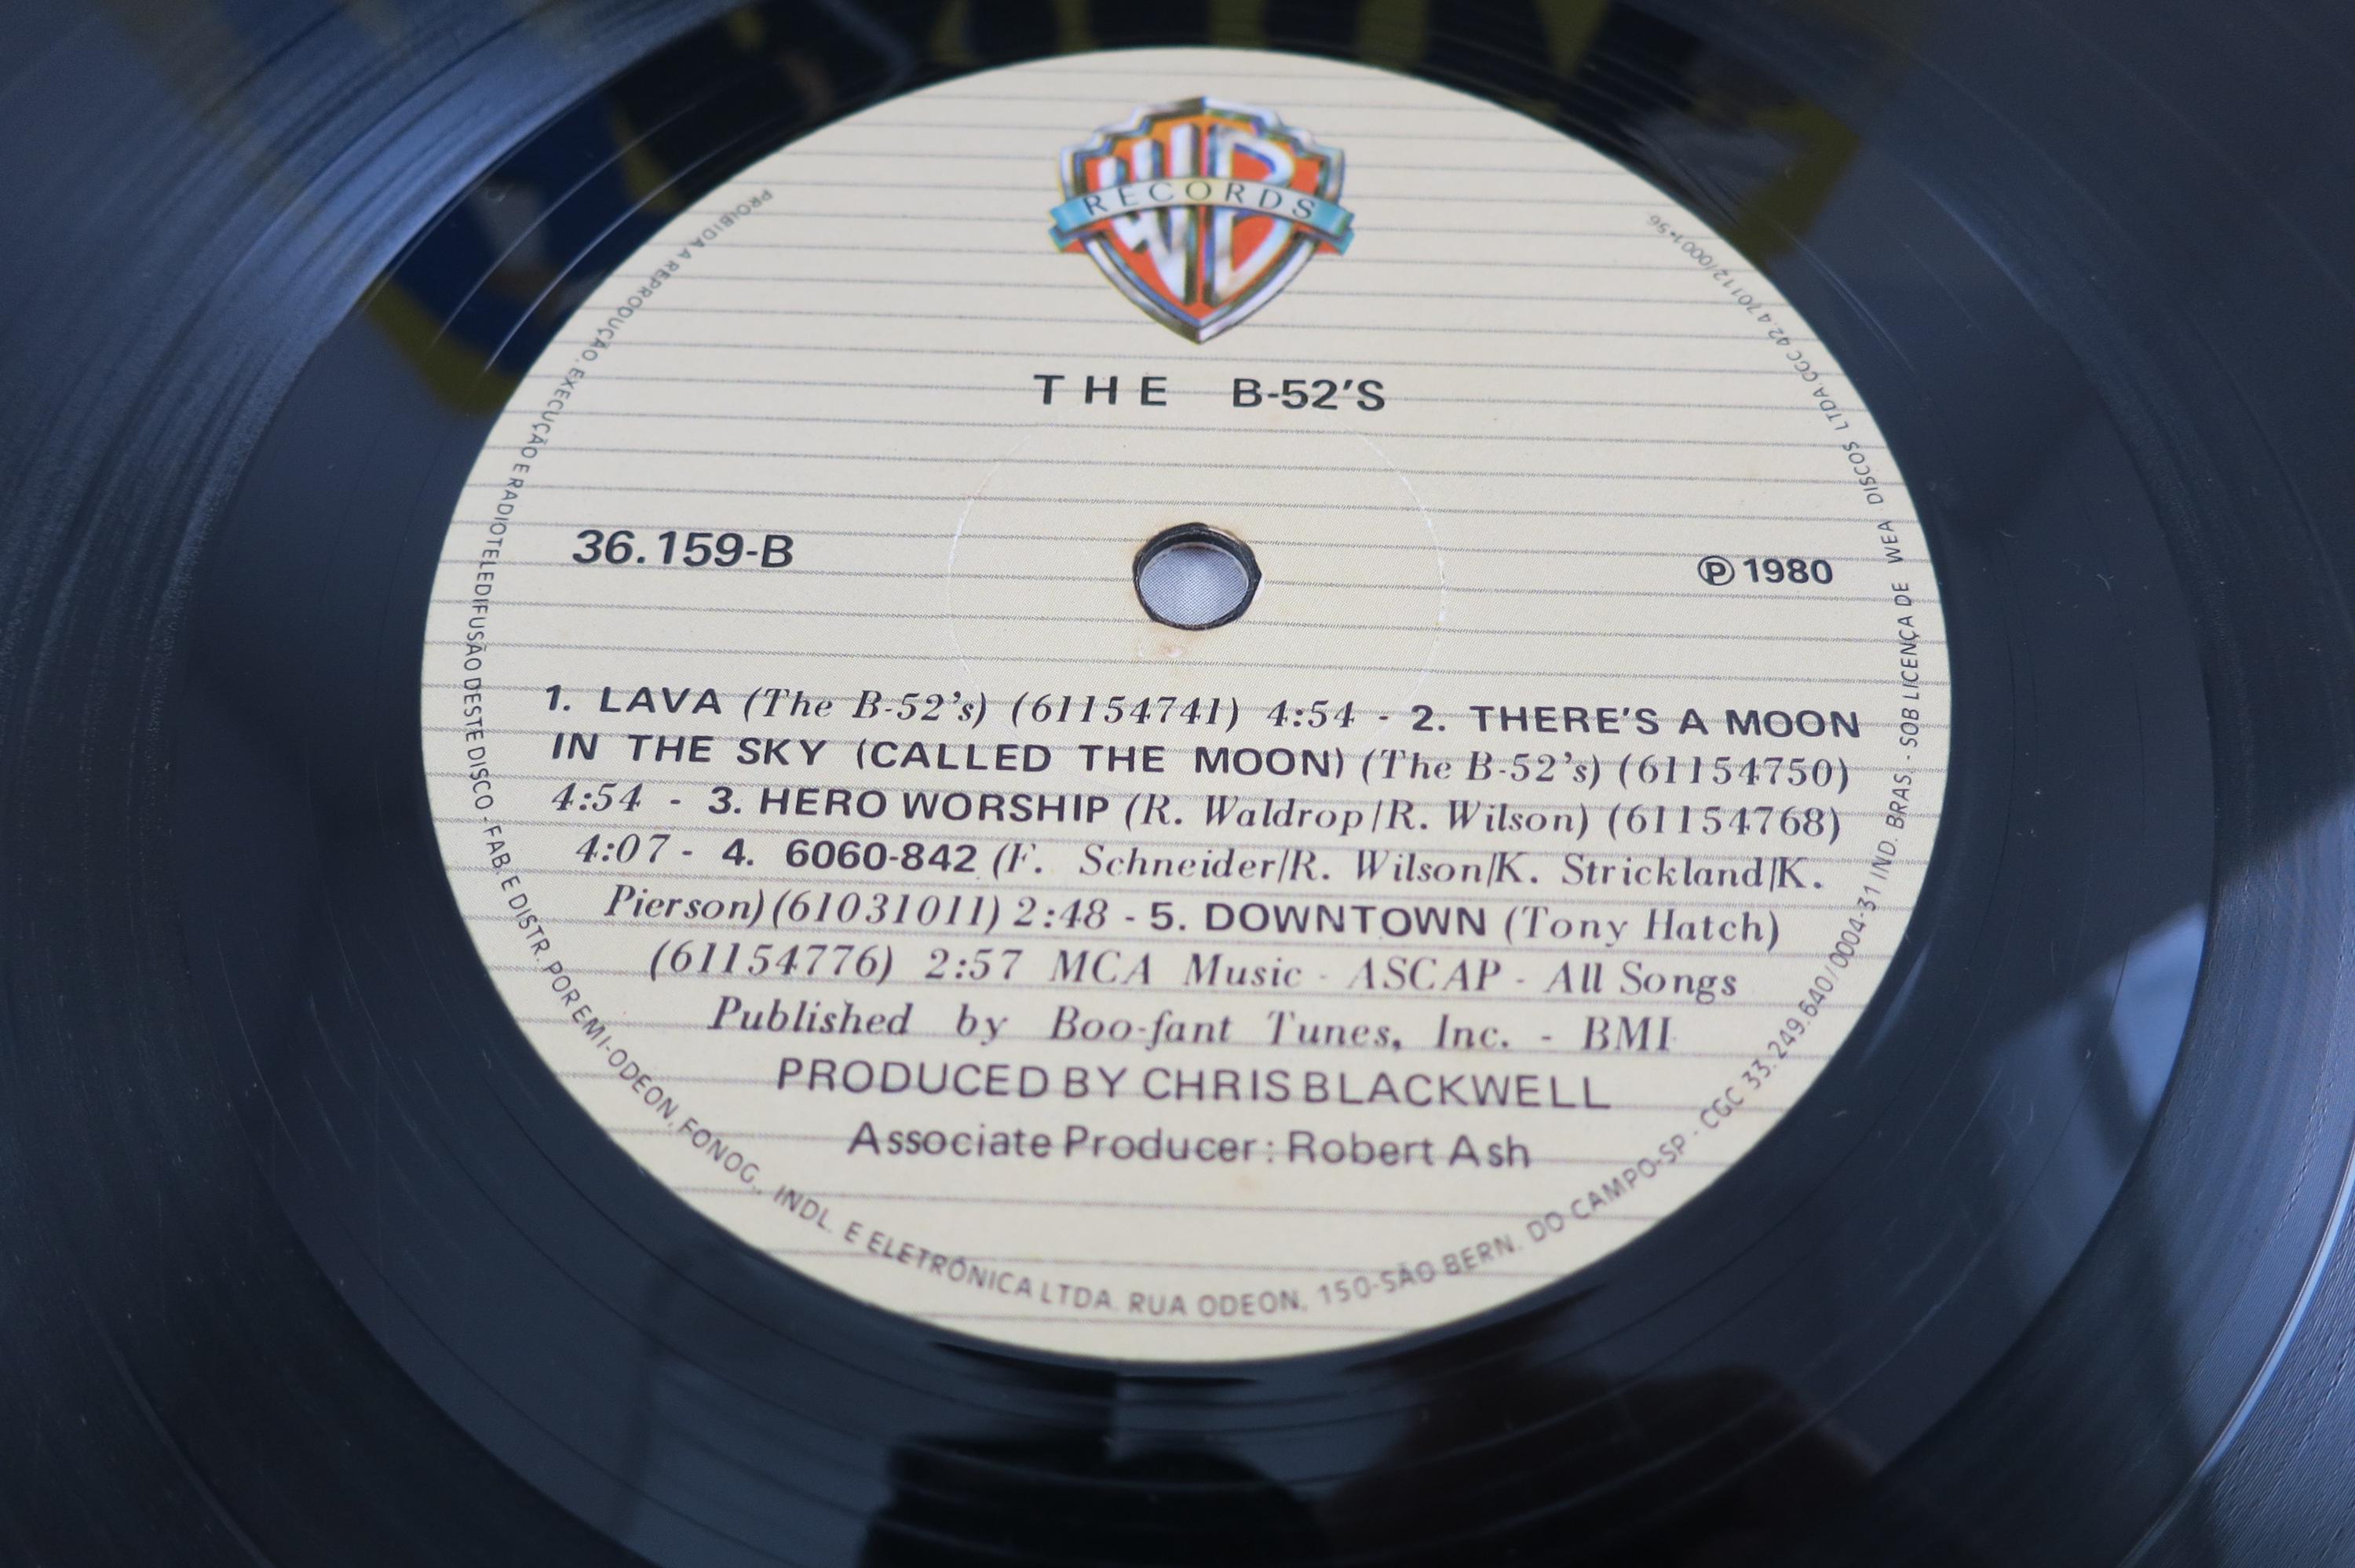 WB
RECORDS
THE B-52'S
36.159-B
℗ 1980
1. LAVA (The B-52's) (61154741) 4:54 - 2. THERE'S A MOON
IN THE SKY (CALLED THE MOON) (The B-52's) (61154750)
4:54 - 3. HERO WORSHIP (R. Waldrop/R. Wilson) (61154768)
4:07 - 4. 6060-842 (F. Schneider/R. Wilson/K. Strickland/K.
Pierson) (61031011) 2:48 - 5. DOWNTOWN (Tony Hatch)
(61154776) 2:57 MCA Music - ASCAP - All Songs
Published by Boo-fant Tunes, Inc. - BMI
PRODUCED BY CHRIS BLACKWELL
Associate Producer: Robert Ash
PROIBIDA A REPRODUÇÃO, EXECUÇÃO E RADIOTELEDIFUSÃO DESTE DISCO - FAB. E DISTR. POR EMI-ODEON, FONOG., INDL. E ELETRÔNICA LTDA. RUA ODEON, 150-SÃO BERN. DO CAMPO-SP - CGC 33.249.640/0004-31 IND. BRAS. - SOB LICENÇA DE WEA DISCOS LTDA. CGC 42.470112/0001-56